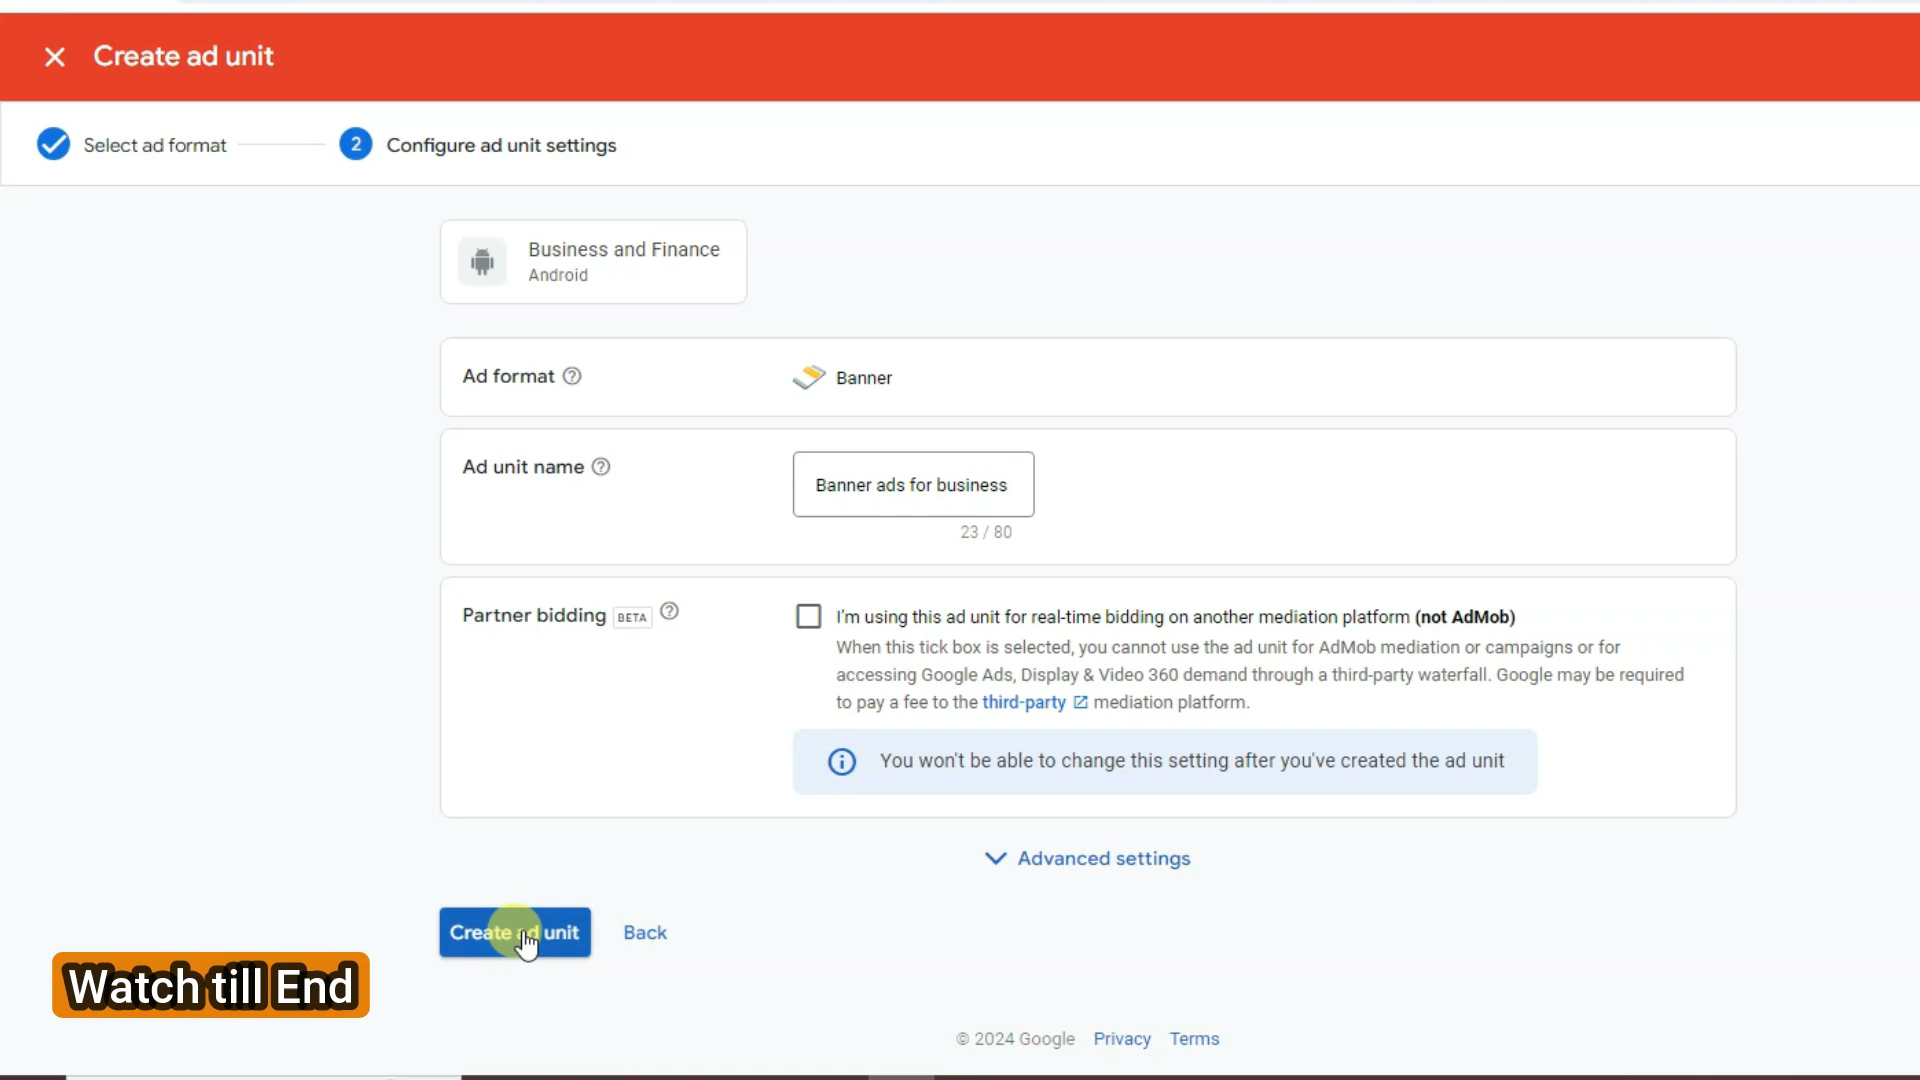 Create ad unit
Select ad format
2
Configure ad unit settings
Business and Finance
Android
Ad format
Banner
Ad unit name
Banner ads for business
23 / 80
Partner bidding BETA
I'm using this ad unit for real-time bidding on another mediation platform (not AdMob)
When this tick box is selected, you cannot use the ad unit for AdMob mediation or campaigns or for
accessing Google Ads, Display & Video 360 demand through a third-party waterfall. Google may be required
to pay a fee to the third-party mediation platform.
You won't be able to change this setting after you've created the ad unit
Advanced settings
Create ad unit
Back
Watch till End
© 2024 Google Privacy Terms